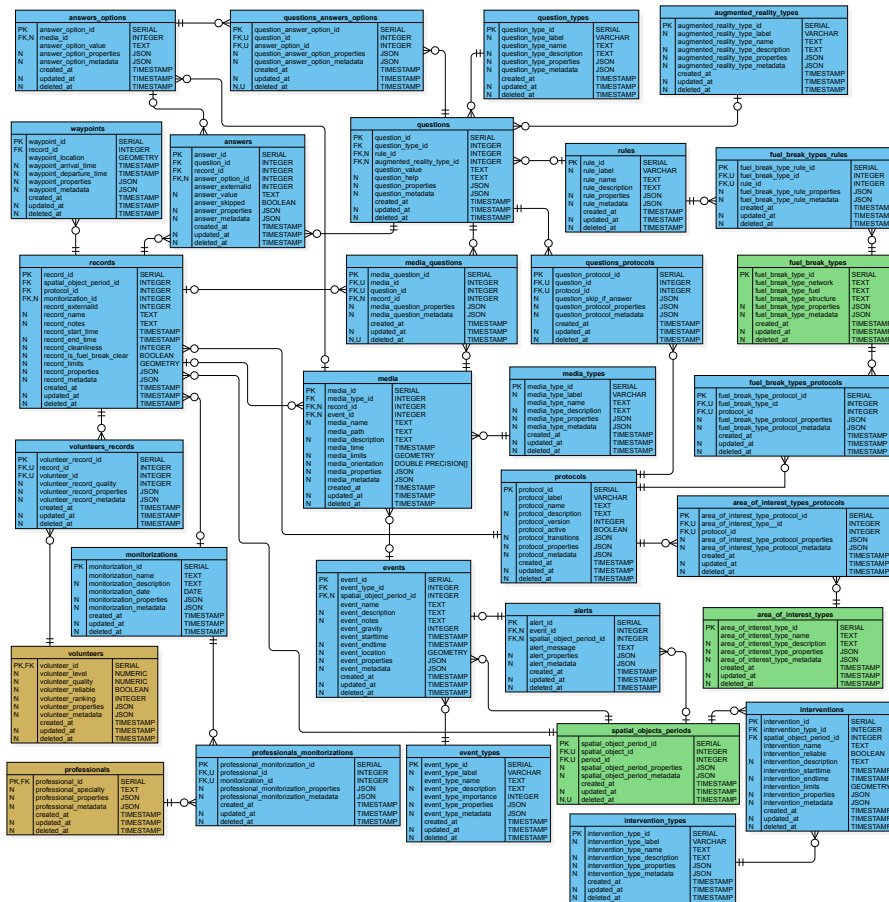 answers_options
PK answer_option_id SERIAL
FK,N media_id INTEGER
answer_option_value TEXT
N answer_option_properties JSON
N answer_option_metadata JSON
created_at TIMESTAMP
N updated_at TIMESTAMP
N deleted_at TIMESTAMP
questions_answers_options
PK question_answer_option_id SERIAL
FK,U question_id INTEGER
FK,U answer_option_id INTEGER
N question_answer_option_properties JSON
N question_answer_option_metadata JSON
created_at TIMESTAMP
N updated_at TIMESTAMP
N,U deleted_at TIMESTAMP
question_types
PK question_type_id SERIAL
N question_type_label VARCHAR
question_type_name TEXT
N question_type_description TEXT
N question_type_properties JSON
N question_type_metadata JSON
created_at TIMESTAMP
N updated_at TIMESTAMP
N deleted_at TIMESTAMP
augmented_reality_types
PK augmented_reality_type_id SERIAL
N augmented_reality_type_label VARCHAR
augmented_reality_type_name TEXT
N augmented_reality_type_description TEXT
N augmented_reality_type_properties JSON
N augmented_reality_type_metadata JSON
created_at TIMESTAMP
N updated_at TIMESTAMP
N deleted_at TIMESTAMP
waypoints
PK waypoint_id SERIAL
FK record_id INTEGER
waypoint_location GEOMETRY
N waypoint_arrival_time TIMESTAMP
N waypoint_departure_time TIMESTAMP
N waypoint_properties JSON
N waypoint_metadata JSON
created_at TIMESTAMP
N updated_at TIMESTAMP
N deleted_at TIMESTAMP
answers
PK answer_id SERIAL
FK question_id INTEGER
FK record_id INTEGER
FK,N answer_option_id INTEGER
answer_externalid INTEGER
N answer_value TEXT
answer_skipped BOOLEAN
N answer_properties JSON
N answer_metadata JSON
created_at TIMESTAMP
N updated_at TIMESTAMP
N deleted_at TIMESTAMP
questions
PK question_id SERIAL
FK question_type_id INTEGER
FK,N rule_id INTEGER
FK,N augmented_reality_type_id INTEGER
question_value TEXT
N question_help TEXT
N question_properties JSON
N question_metadata JSON
created_at TIMESTAMP
N updated_at TIMESTAMP
N deleted_at TIMESTAMP
rules
PK rule_id SERIAL
N rule_label VARCHAR
rule_name TEXT
N rule_description TEXT
N rule_properties JSON
N rule_metadata JSON
created_at TIMESTAMP
N updated_at TIMESTAMP
N deleted_at TIMESTAMP
fuel_break_types_rules
PK fuel_break_type_rule_id SERIAL
FK,U fuel_break_type_id INTEGER
FK,U rule_id INTEGER
N fuel_break_type_rule_properties JSON
N fuel_break_type_rule_metadata JSON
created_at TIMESTAMP
N updated_at TIMESTAMP
N deleted_at TIMESTAMP
records
PK record_id SERIAL
FK spatial_object_period_id INTEGER
FK protocol_id INTEGER
FK,N monitorization_id INTEGER
record_externalid INTEGER
N record_name TEXT
N record_notes TEXT
record_start_time TIMESTAMP
N record_end_time TIMESTAMP
N record_cleanliness INTEGER
N record_is_fuel_break_clear BOOLEAN
N record_limits GEOMETRY
N record_properties JSON
N record_metadata JSON
created_at TIMESTAMP
N updated_at TIMESTAMP
N deleted_at TIMESTAMP
media_questions
PK media_question_id SERIAL
FK,U media_id INTEGER
FK,U question_id INTEGER
FK,N record_id INTEGER
N media_question_properties JSON
N media_question_metadata JSON
created_at TIMESTAMP
N updated_at TIMESTAMP
N,U deleted_at TIMESTAMP
questions_protocols
PK question_protocol_id SERIAL
FK,U question_id INTEGER
FK,U protocol_id INTEGER
N question_skip_if_answer JSON
N question_protocol_properties JSON
N question_protocol_metadata JSON
created_at TIMESTAMP
N updated_at TIMESTAMP
N deleted_at TIMESTAMP
fuel_break_types
PK fuel_break_type_id SERIAL
N fuel_break_type_network TEXT
N fuel_break_type_fuel TEXT
N fuel_break_type_structure TEXT
N fuel_break_type_properties JSON
N fuel_break_type_metadata JSON
created_at TIMESTAMP
N updated_at TIMESTAMP
N deleted_at TIMESTAMP
media
PK media_id SERIAL
FK media_type_id INTEGER
FK,N record_id INTEGER
FK,N event_id INTEGER
N media_name TEXT
media_path TEXT
N media_description TEXT
N media_time TIMESTAMP
N media_limits GEOMETRY
N media_orientation DOUBLE PRECISION[]
N media_properties JSON
N media_metadata JSON
created_at TIMESTAMP
N updated_at TIMESTAMP
N deleted_at TIMESTAMP
media_types
PK media_type_id SERIAL
N media_type_label VARCHAR
media_type_name TEXT
N media_type_description TEXT
N media_type_properties JSON
N media_type_metadata JSON
created_at TIMESTAMP
N updated_at TIMESTAMP
N deleted_at TIMESTAMP
fuel_break_types_protocols
PK fuel_break_type_protocol_id SERIAL
FK,U fuel_break_type_id INTEGER
FK,U protocol_id INTEGER
N fuel_break_type_protocol_properties JSON
N fuel_break_type_protocol_metadata JSON
created_at TIMESTAMP
N updated_at TIMESTAMP
N deleted_at TIMESTAMP
volunteers_records
PK volunteer_record_id SERIAL
FK,U record_id INTEGER
FK,U volunteer_id INTEGER
N volunteer_record_quality INTEGER
N volunteer_record_properties JSON
N volunteer_record_metadata JSON
created_at TIMESTAMP
N updated_at TIMESTAMP
N deleted_at TIMESTAMP
protocols
PK protocol_id SERIAL
protocol_label VARCHAR
protocol_name TEXT
N protocol_description TEXT
protocol_version INTEGER
protocol_active BOOLEAN
N protocol_transitions JSON
N protocol_properties JSON
N protocol_metadata JSON
created_at TIMESTAMP
N updated_at TIMESTAMP
N deleted_at TIMESTAMP
area_of_interest_types_protocols
PK area_of_interest_type_protocol_id SERIAL
FK,U area_of_interest_type__id INTEGER
FK,U protocol_id INTEGER
N area_of_interest_type_protocol_properties JSON
N area_of_interest_type_protocol_metadata JSON
created_at TIMESTAMP
N updated_at TIMESTAMP
N deleted_at TIMESTAMP
monitorizations
PK monitorization_id SERIAL
monitorization_name TEXT
N monitorization_description TEXT
N monitorization_date DATE
N monitorization_properties JSON
N monitorization_metadata JSON
created_at TIMESTAMP
N updated_at TIMESTAMP
N deleted_at TIMESTAMP
events
PK event_id SERIAL
FK event_type_id INTEGER
FK,N spatial_object_period_id INTEGER
event_name TEXT
N event_description TEXT
N event_notes TEXT
N event_gravity INTEGER
event_starttime TIMESTAMP
N event_endtime TIMESTAMP
N event_location GEOMETRY
N event_properties JSON
N event_metadata JSON
created_at TIMESTAMP
N updated_at TIMESTAMP
N deleted_at TIMESTAMP
alerts
PK alert_id SERIAL
FK,N event_id INTEGER
FK,N spatial_object_period_id INTEGER
alert_message TEXT
N alert_properties JSON
N alert_metadata JSON
created_at TIMESTAMP
N updated_at TIMESTAMP
N deleted_at TIMESTAMP
area_of_interest_types
PK area_of_interest_type_id SERIAL
N area_of_interest_type_name TEXT
N area_of_interest_type_description TEXT
N area_of_interest_type_properties JSON
N area_of_interest_type_metadata JSON
created_at TIMESTAMP
N updated_at TIMESTAMP
N deleted_at TIMESTAMP
volunteers
PK,FK volunteer_id SERIAL
N volunteer_level NUMERIC
N volunteer_quality NUMERIC
N volunteer_reliable BOOLEAN
N volunteer_ranking INTEGER
N volunteer_properties JSON
N volunteer_metadata JSON
created_at TIMESTAMP
N updated_at TIMESTAMP
N deleted_at TIMESTAMP
professionals_monitorizations
PK professional_monitorization_id SERIAL
FK,U professional_id INTEGER
FK,U monitorization_id INTEGER
N professional_monitorization_properties JSON
N professional_monitorization_metadata JSON
created_at TIMESTAMP
N updated_at TIMESTAMP
N deleted_at TIMESTAMP
event_types
PK event_type_id SERIAL
N event_type_label VARCHAR
event_type_name TEXT
N event_type_description TEXT
N event_type_importance INTEGER
N event_type_properties JSON
N event_type_metadata JSON
created_at TIMESTAMP
N updated_at TIMESTAMP
N deleted_at TIMESTAMP
spatial_objects_periods
PK spatial_object_period_id SERIAL
FK,U spatial_object_id INTEGER
FK,U period_id INTEGER
N spatial_object_period_properties JSON
N spatial_object_period_metadata JSON
created_at TIMESTAMP
N updated_at TIMESTAMP
N,U deleted_at TIMESTAMP
interventions
PK intervention_id SERIAL
FK intervention_type_id INTEGER
FK spatial_object_period_id INTEGER
intervention_name TEXT
N intervention_reliable BOOLEAN
N intervention_description TEXT
intervention_starttime TIMESTAMP
N intervention_endtime TIMESTAMP
N intervention_limits GEOMETRY
N intervention_properties JSON
N intervention_metadata JSON
created_at TIMESTAMP
N updated_at TIMESTAMP
N deleted_at TIMESTAMP
professionals
PK,FK professional_id SERIAL
N professional_specialty TEXT
N professional_properties JSON
N professional_metadata JSON
created_at TIMESTAMP
N updated_at TIMESTAMP
N deleted_at TIMESTAMP
intervention_types
PK intervention_type_id SERIAL
N intervention_type_label VARCHAR
intervention_type_name TEXT
N intervention_type_description TEXT
N intervention_type_properties JSON
N intervention_type_metadata JSON
created_at TIMESTAMP
N updated_at TIMESTAMP
N deleted_at TIMESTAMP